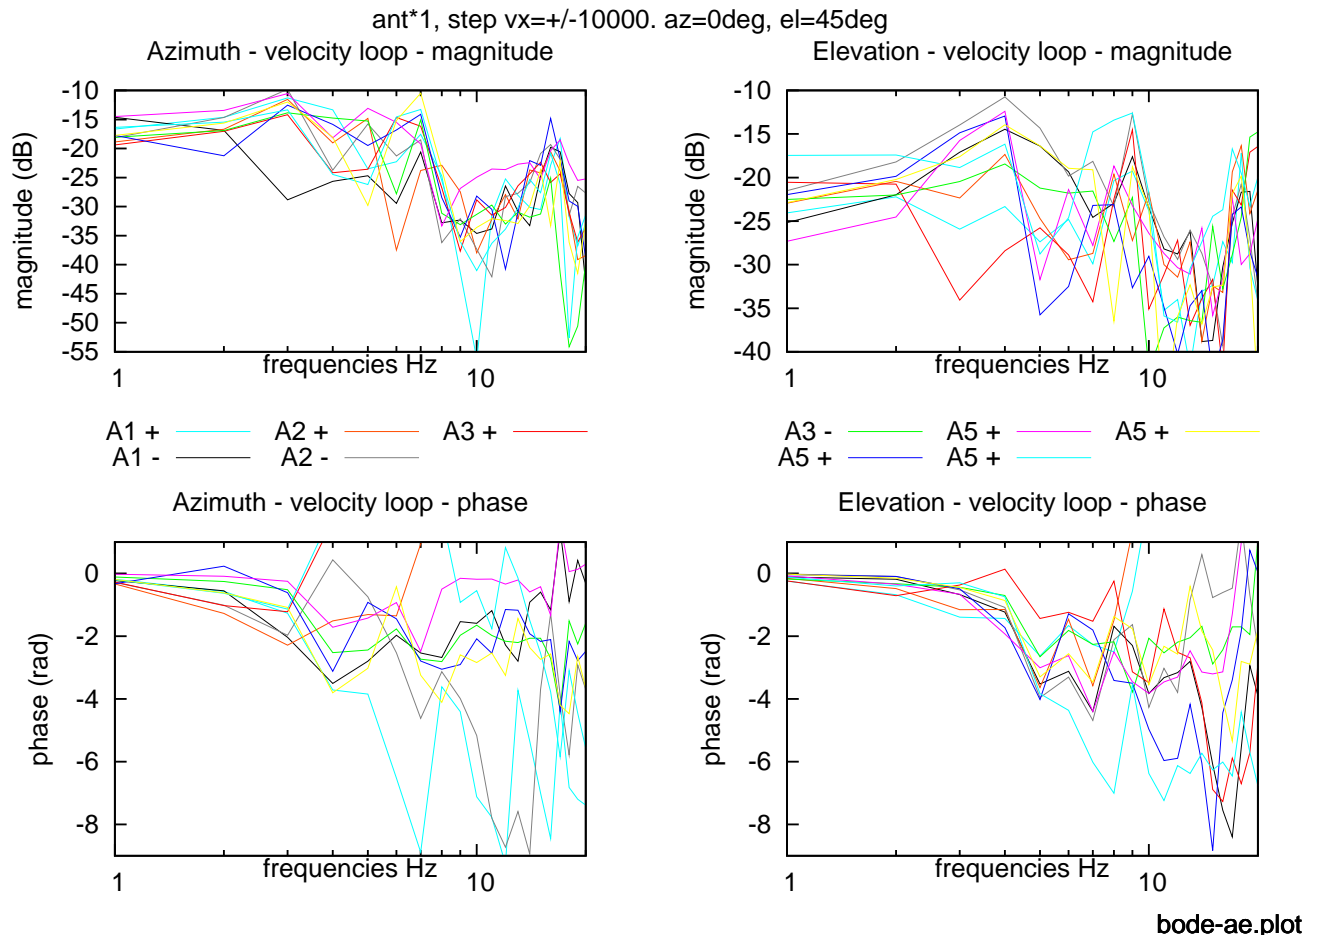 ant*1, step vx=+/-10000. az=0deg, el=45deg
Azimuth - velocity loop - magnitude
Elevation - velocity loop - magnitude
magnitude (dB)
-10
-15
-20
-25
-30
-35
-40
-45
-50
-55
1
10
frequencies Hz
magnitude (dB)
-10
-15
-20
-25
-30
-35
-40
1
10
frequencies Hz
A1 + A2 + A3 +
A1 - A2 -
A3 - A5 + A5 +
A5 + A5 +
Azimuth - velocity loop - phase
Elevation - velocity loop - phase
phase (rad)
0
-2
-4
-6
-8
1
10
frequencies Hz
phase (rad)
0
-2
-4
-6
-8
1
10
frequencies Hz
bode-ae.plot